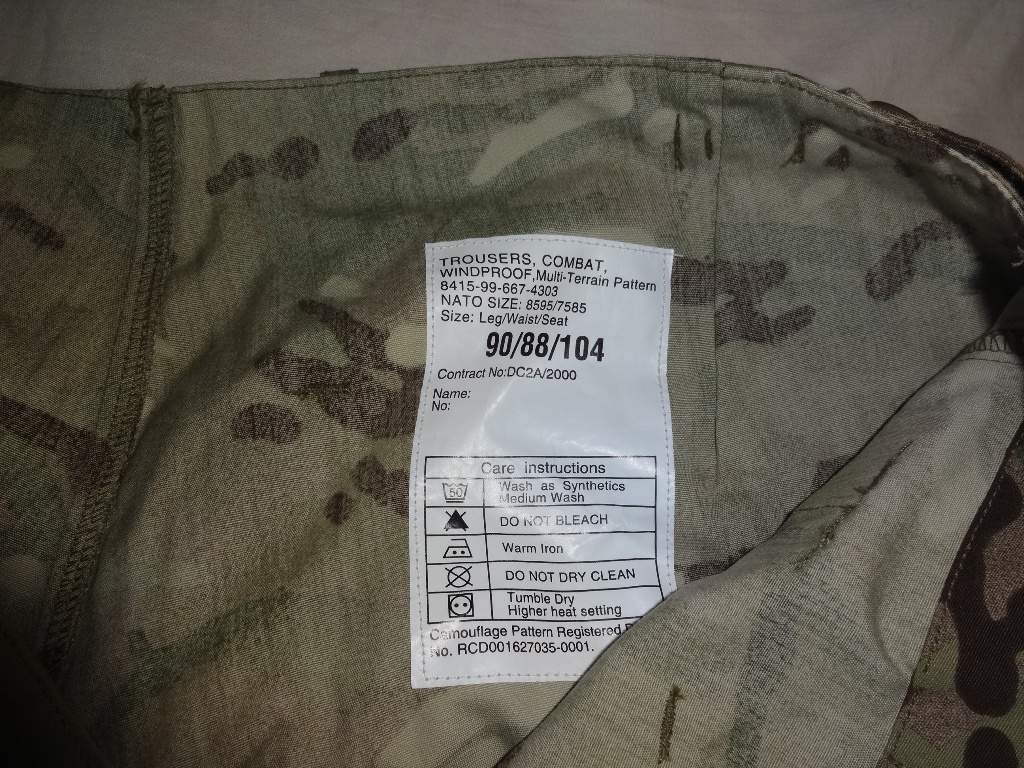 TROUSERS, COMBAT,
WINDPROOF, Multi-Terrain Pattern
8415-99-667-4303
NATO SIZE: 8595/7585
Size: Leg/Waist/Seat
90/88/104
Contract No:DC2A/2000
Name:
No:
Care instructions
50
Wash as Synthetics
Medium Wash
DO NOT BLEACH
Warm Iron
DO NOT DRY CLEAN
Tumble Dry
Higher heat setting
Camouflage Pattern Registered
No. RCD001627035-0001.